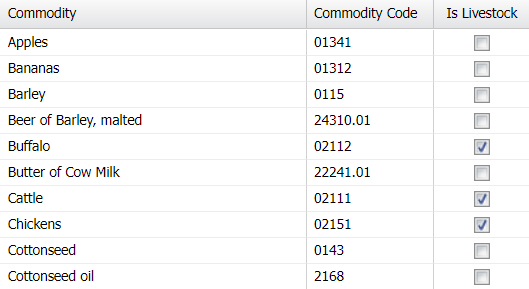 Commodity Commodity Code Is Livestock
Apples 01341
Bananas 01312
Barley 0115
Beer of Barley, malted 24310.01
Buffalo 02112
Butter of Cow Milk 22241.01
Cattle 02111
Chickens 02151
Cottonseed 0143
Cottonseed oil 2168